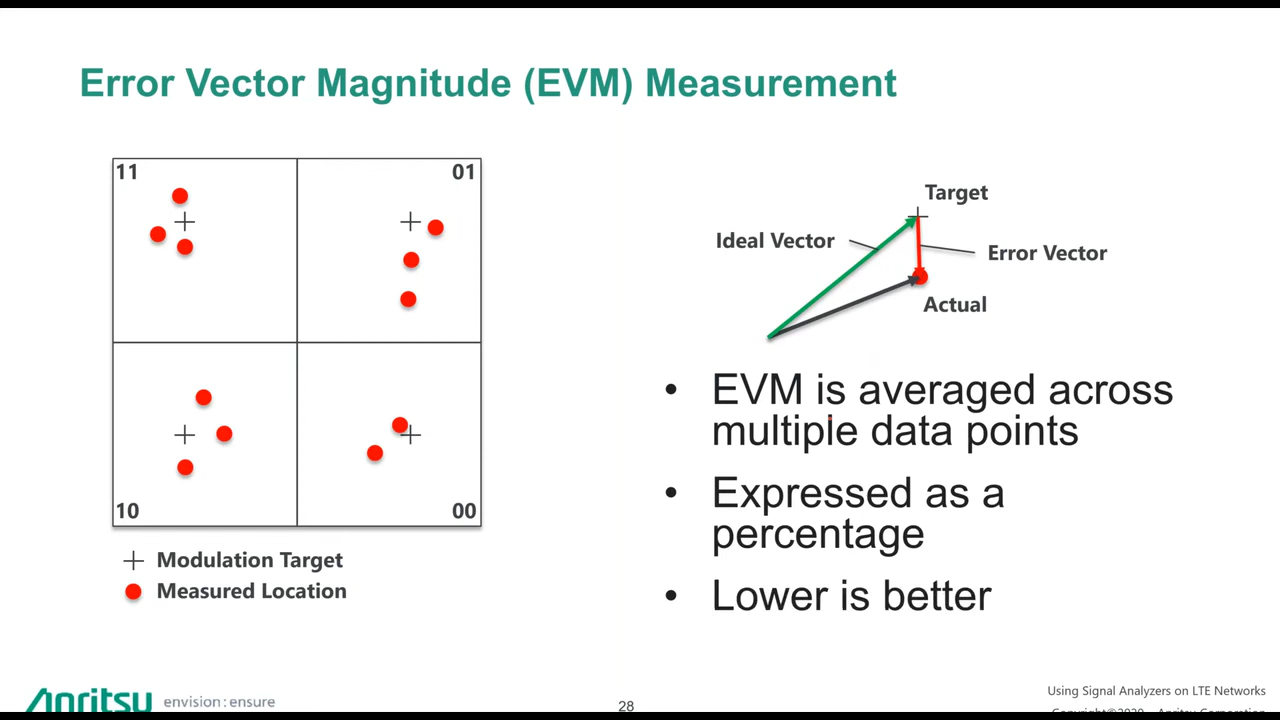 Error Vector Magnitude (EVM) Measurement
11
01
10
00
Modulation Target
Measured Location
Target
Ideal Vector
Error Vector
Actual
• EVM is averaged across
multiple data points
• Expressed as a
percentage
• Lower is better
Anritsu envision : ensure
28
Using Signal Analyzers on LTE Networks
Copyright©2020 Anritsu Corporation